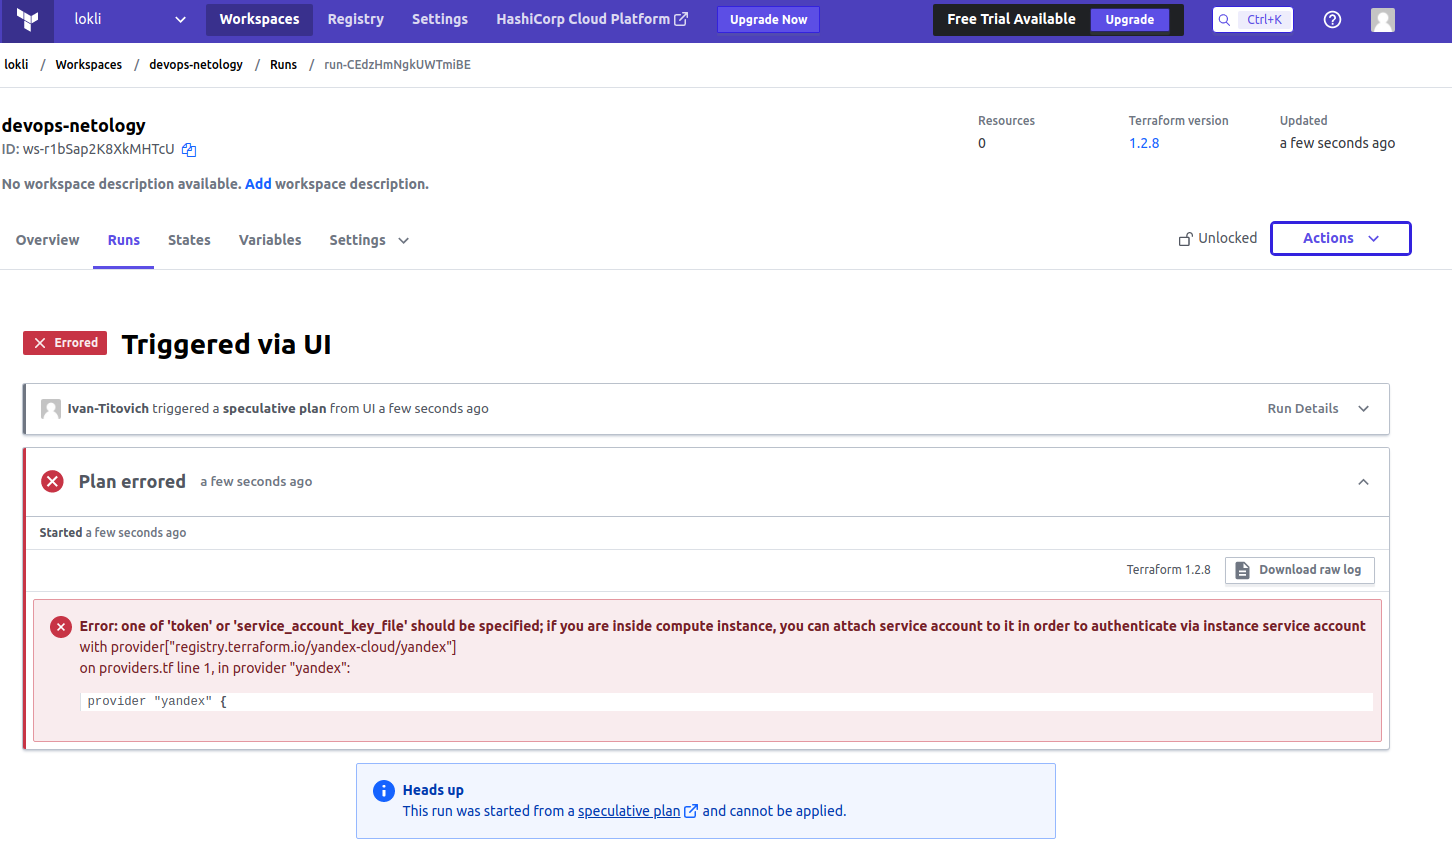 lokli Workspaces Registry Settings HashiCorp Cloud Platform Upgrade Now Free Trial Available Upgrade Ctrl+K
lokli / Workspaces / devops-netology / Runs / run-CEdzHmNgkUWTmiBE
devops-netology
ID: ws-r1bSap2K8XkMHTcU
No workspace description available. Add workspace description.
Resources Terraform version Updated
0 1.2.8 a few seconds ago
Overview Runs States Variables Settings Unlocked Actions
Errored Triggered via UI
Ivan-Titovich triggered a speculative plan from UI a few seconds ago Run Details
Plan errored a few seconds ago
Started a few seconds ago
Terraform 1.2.8 Download raw log
Error: one of 'token' or 'service_account_key_file' should be specified; if you are inside compute instance, you can attach service account to it in order to authenticate via instance service account
with provider["registry.terraform.io/yandex-cloud/yandex"]
on providers.tf line 1, in provider "yandex":
provider "yandex" {
Heads up
This run was started from a speculative plan and cannot be applied.